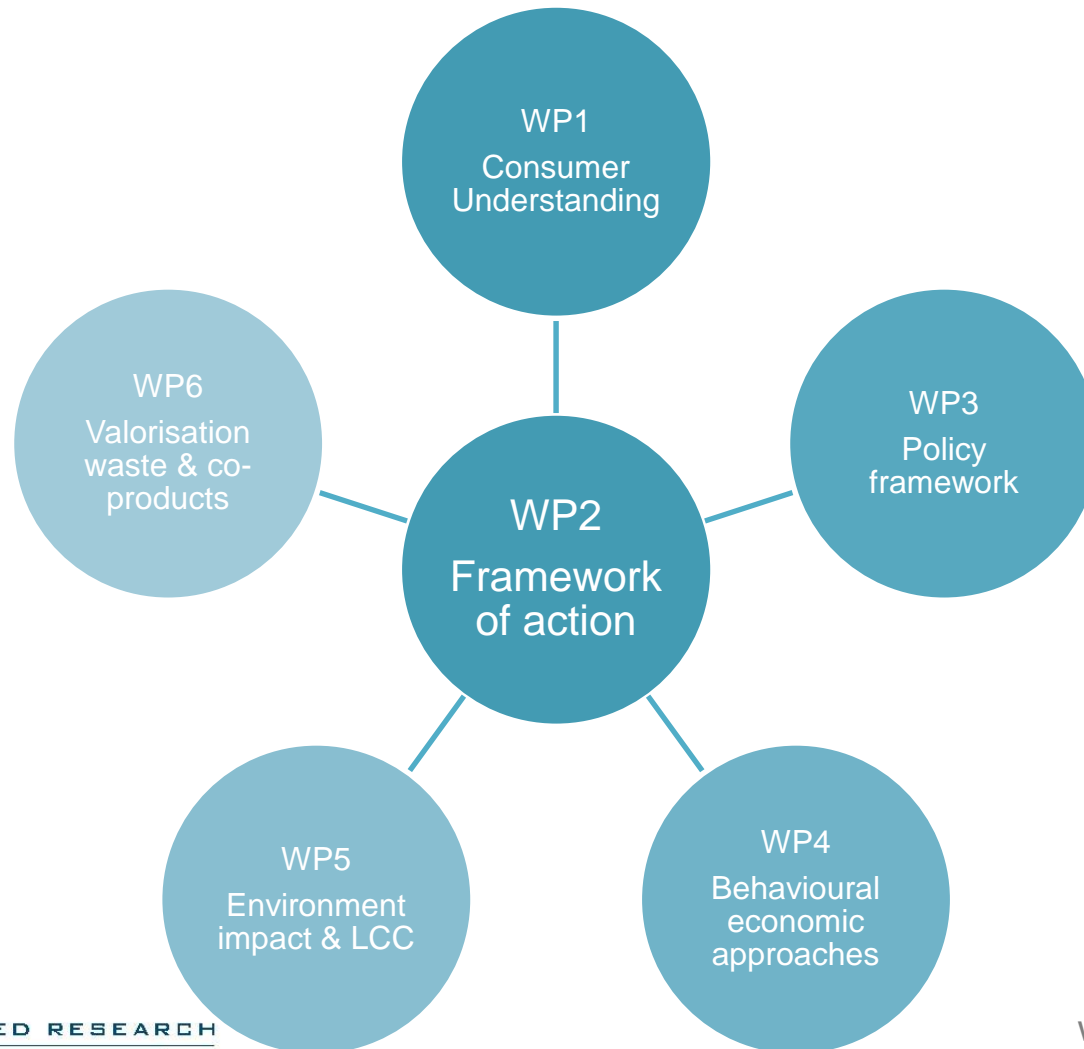 WP1
Consumer
Understanding
WP6
Valorisation
waste & co-
products
WP3
Policy
framework
WP2
Framework
of action
WP5
Environment
impact & LCC
WP4
Behavioural
economic
approaches
RESEARCH